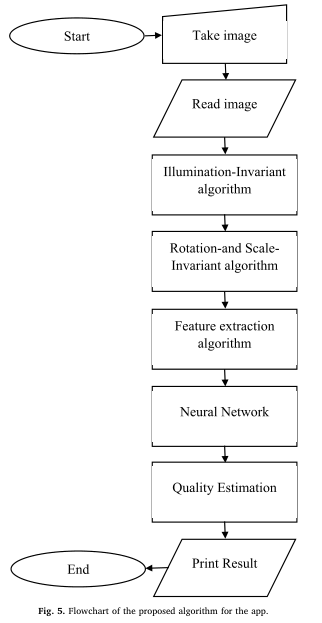 Start
Take image
Read image
Illumination-Invariant
algorithm
Rotation-and Scale-
Invariant algorithm
Feature extraction
algorithm
Neural Network
Quality Estimation
Print Result
End
Fig. 5. Flowchart of the proposed algorithm for the app.